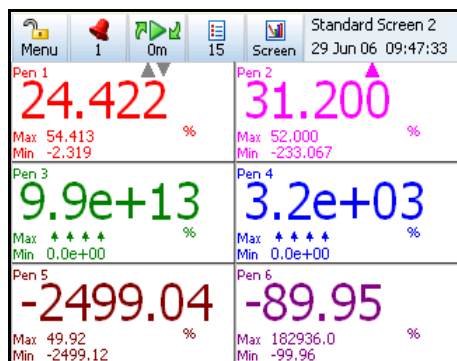 Menu
1
0m
15
Screen
Standard Screen 2
29 Jun 06 09:47:33
Pen 1
24.422
Max 54.413 %
Min -2.319
Pen 2
31.200
Max 52.000 %
Min -233.067
Pen 3
9.9e+13
Max %
Min 0.0e+00
Pen 4
3.2e+03
Max %
Min 0.0e+00
Pen 5
-2499.04
Max 49.92 %
Min -2499.12
Pen 6
-89.95
Max 182936.0 %
Min -99.96